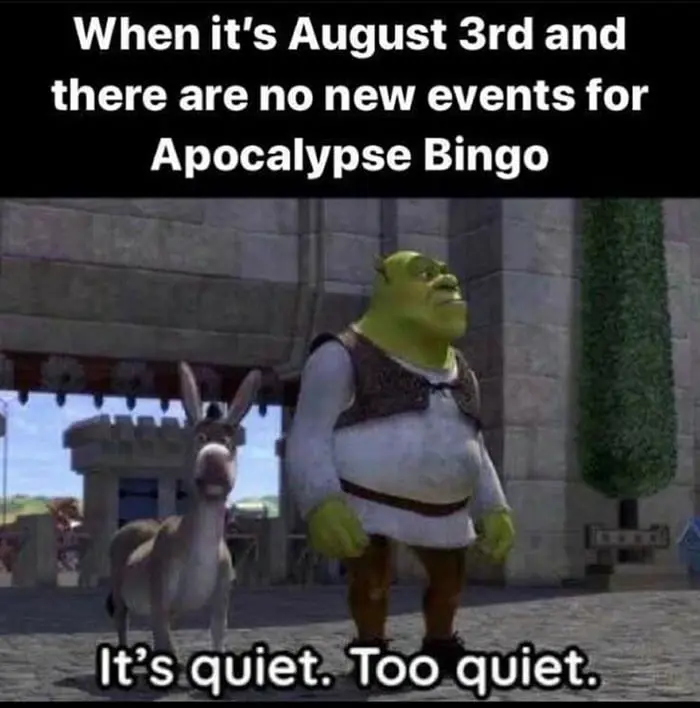 When it's August 3rd and
there are no new events for
Apocalypse Bingo
It's quiet. Too quiet.